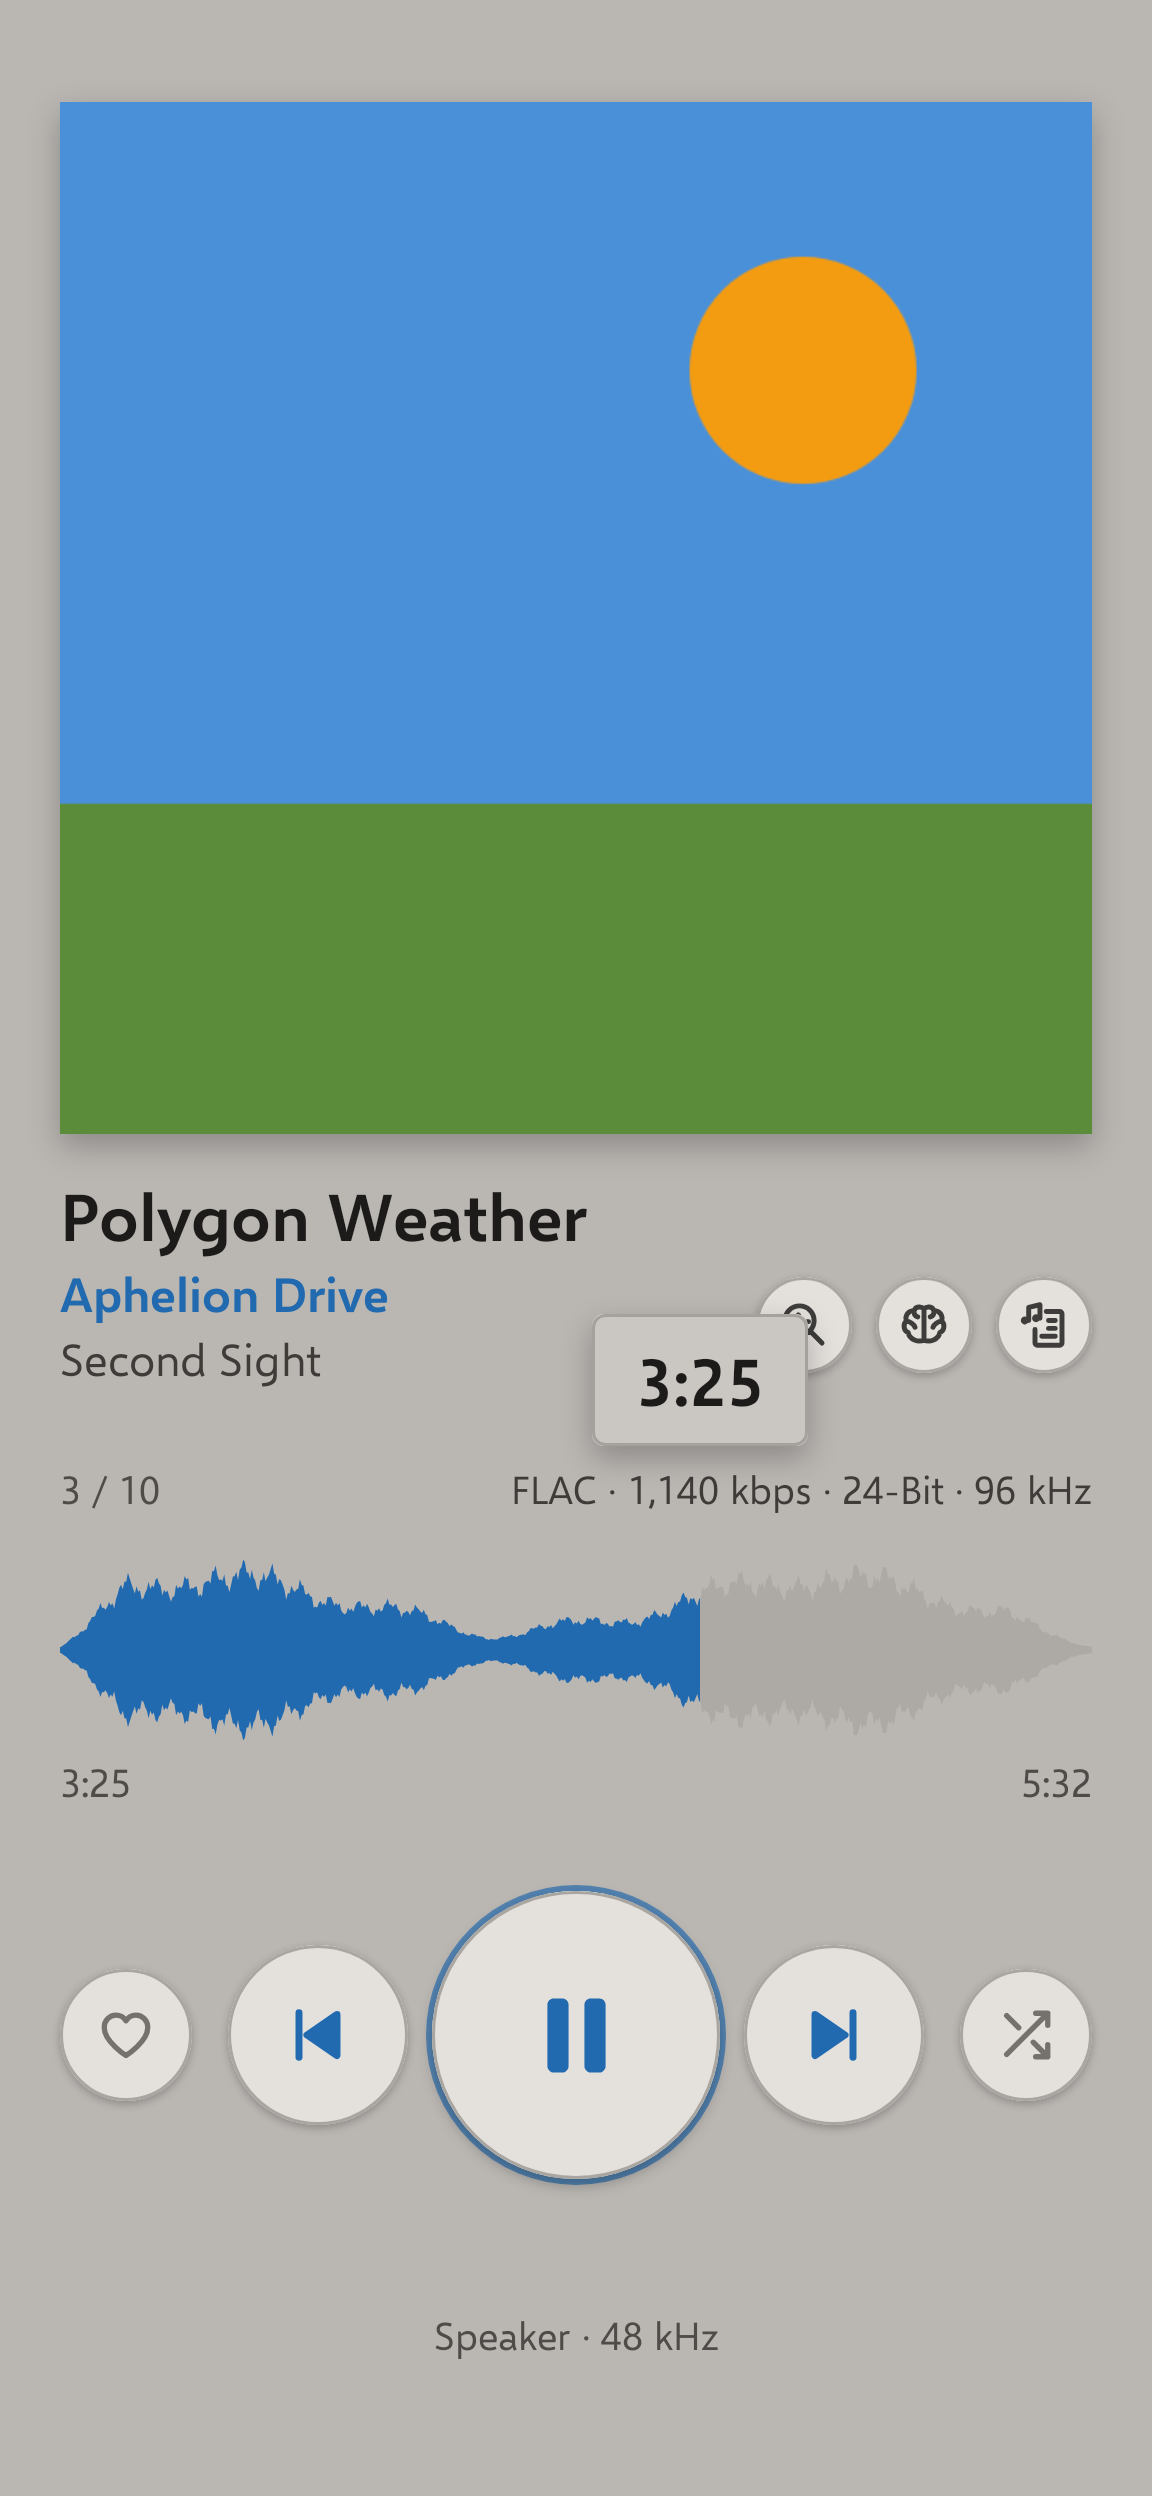 Polygon Weather
Aphelion Drive
Second Sight
3:25
3 / 10
FLAC · 1,140 kbps · 24-Bit · 96 kHz
3:25
5:32
Speaker · 48 kHz